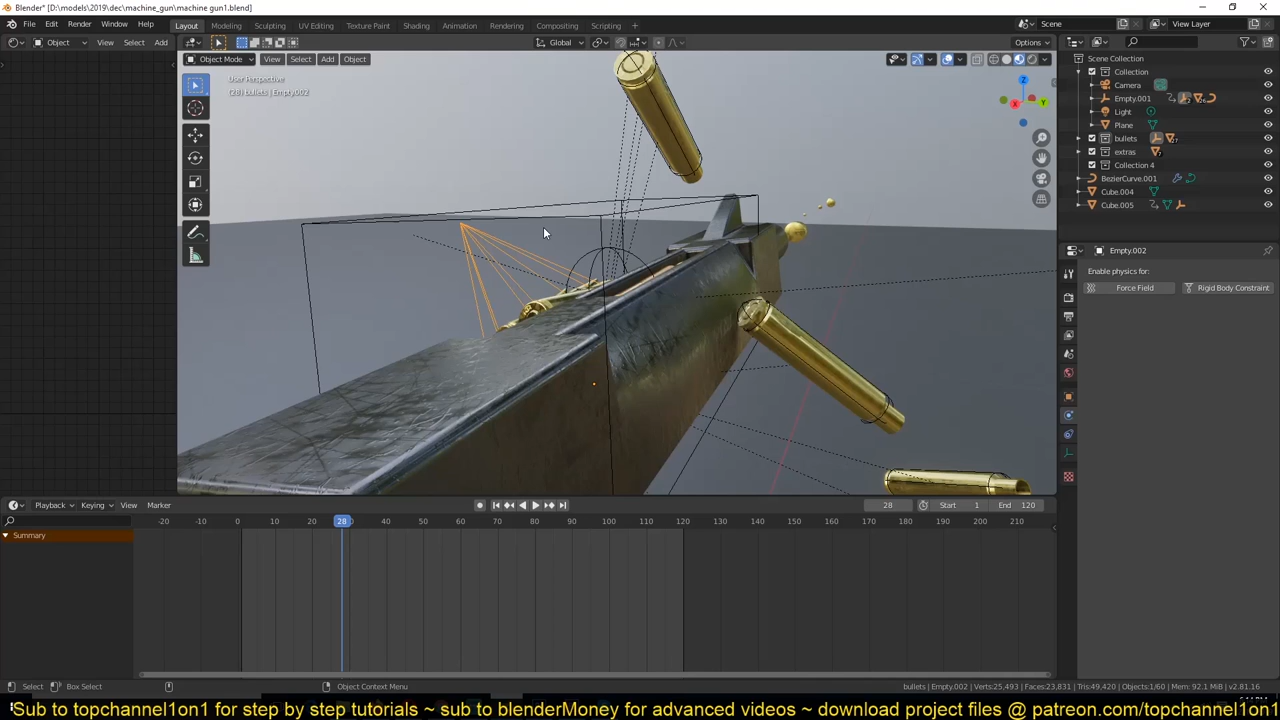 Blender* [D:\models\2019\dec\machine_gun\machine gun1.blend]
File Edit Render Window Help
Layout Modeling Sculpting UV Editing Texture Paint Shading Animation Rendering Compositing Scripting
Scene View Layer
Object View Select Add
Global
Options
Object Mode View Select Add Object
User Perspective
(28) bullets | Empty.002
Z
X Y
Scene Collection
Collection
Camera
Empty.001
Light
Plane
bullets
extras
Collection 4
BezierCurve.001
Cube.004
Cube.005
Empty.002
Enable physics for:
Force Field Rigid Body Constraint
Playback Keying View Marker
28 Start 1 End 120
-20 -10 0 10 20 28 40 50 60 70 80 90 100 110 120 130 140 150 160 170 180 190 200 210
Summary
Select Box Select Object Context Menu
bullets | Empty.002 | Verts:25,493 | Faces:23,831 | Tris:49,420 | Objects:1/60 | Mem: 92.1 MiB | v2.81.16
'Sub to topchannel1on1 for step by step tutorials ~ sub to blenderMoney for advanced videos ~ download project files @ patreon.com/topchannel1on1